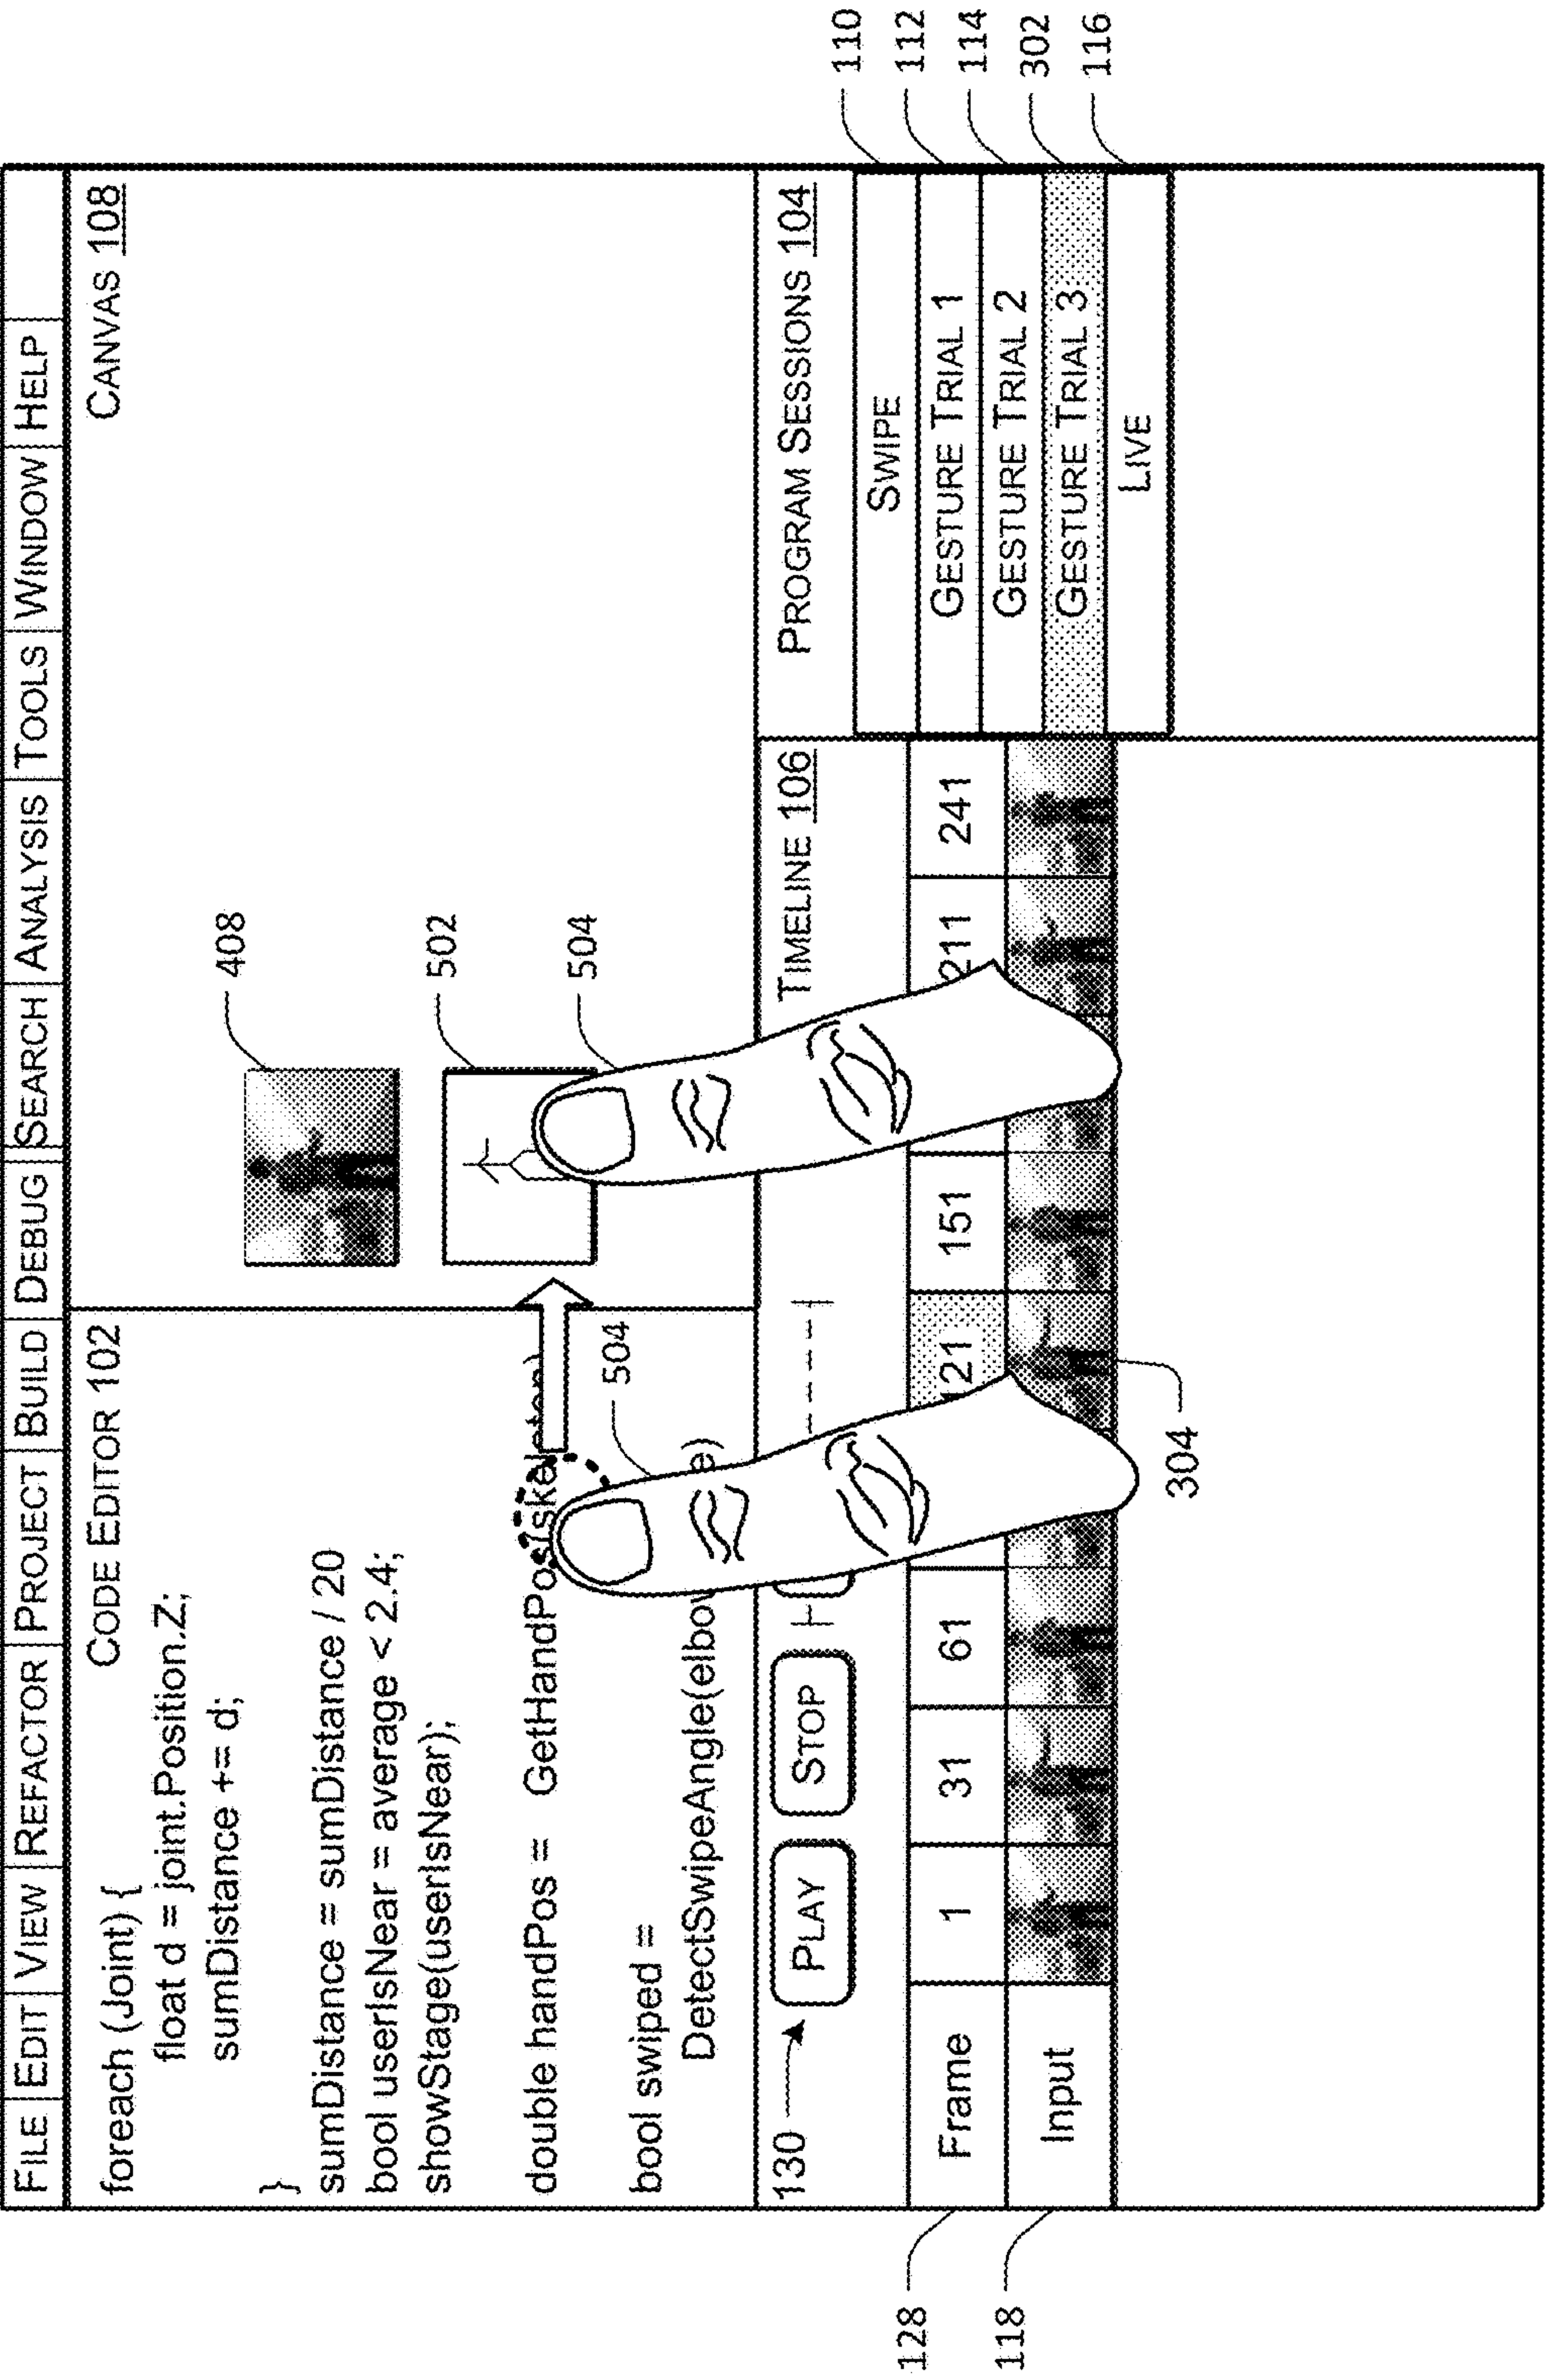 FILE EDIT VIEW REFACTOR PROJECT BUILD DEBUG SEARCH ANALYSIS TOOLS WINDOW HELP
CODE EDITOR 102
foreach (Joint) {
float d = joint.Position.Z;
sumDistance += d;
}
sumDistance = sumDistance / 20
bool userIsNear = average < 2.4;
showStage(userIsNear);
double handPos = GetHandPos(skeleton)
bool swiped =
DetectSwipeAngle(elbow
e)
504
CANVAS 108
408
502
504
130
PLAY
STOP
TIMELINE 106
Frame 1 31 61 121 151 211 241
Input
PROGRAM SESSIONS 104
SWIPE
GESTURE TRIAL 1
GESTURE TRIAL 2
GESTURE TRIAL 3
LIVE
110
112
114
302
116
128
118
304